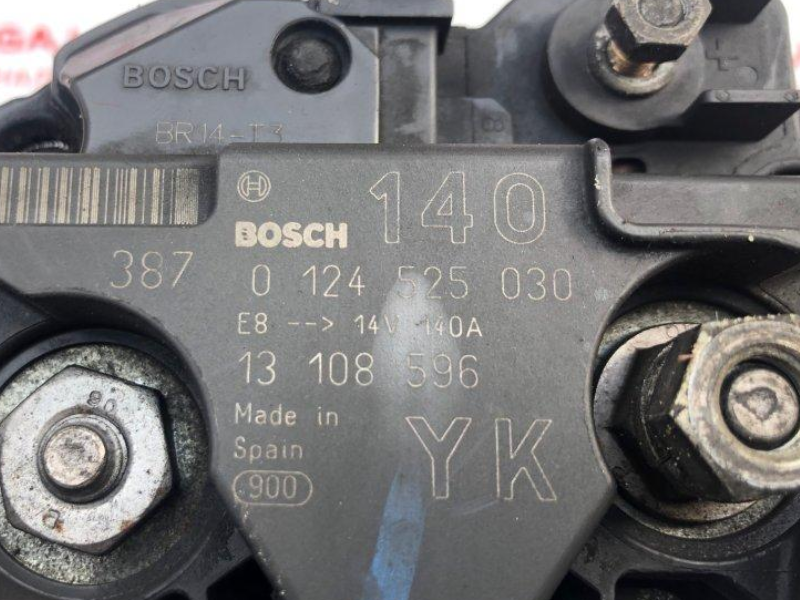 BOSCH
BR14-T3
BOSCH 140
387 0 124 525 030
E8 --> 14V 140A
13 108 596
Made in
Spain
YK
900